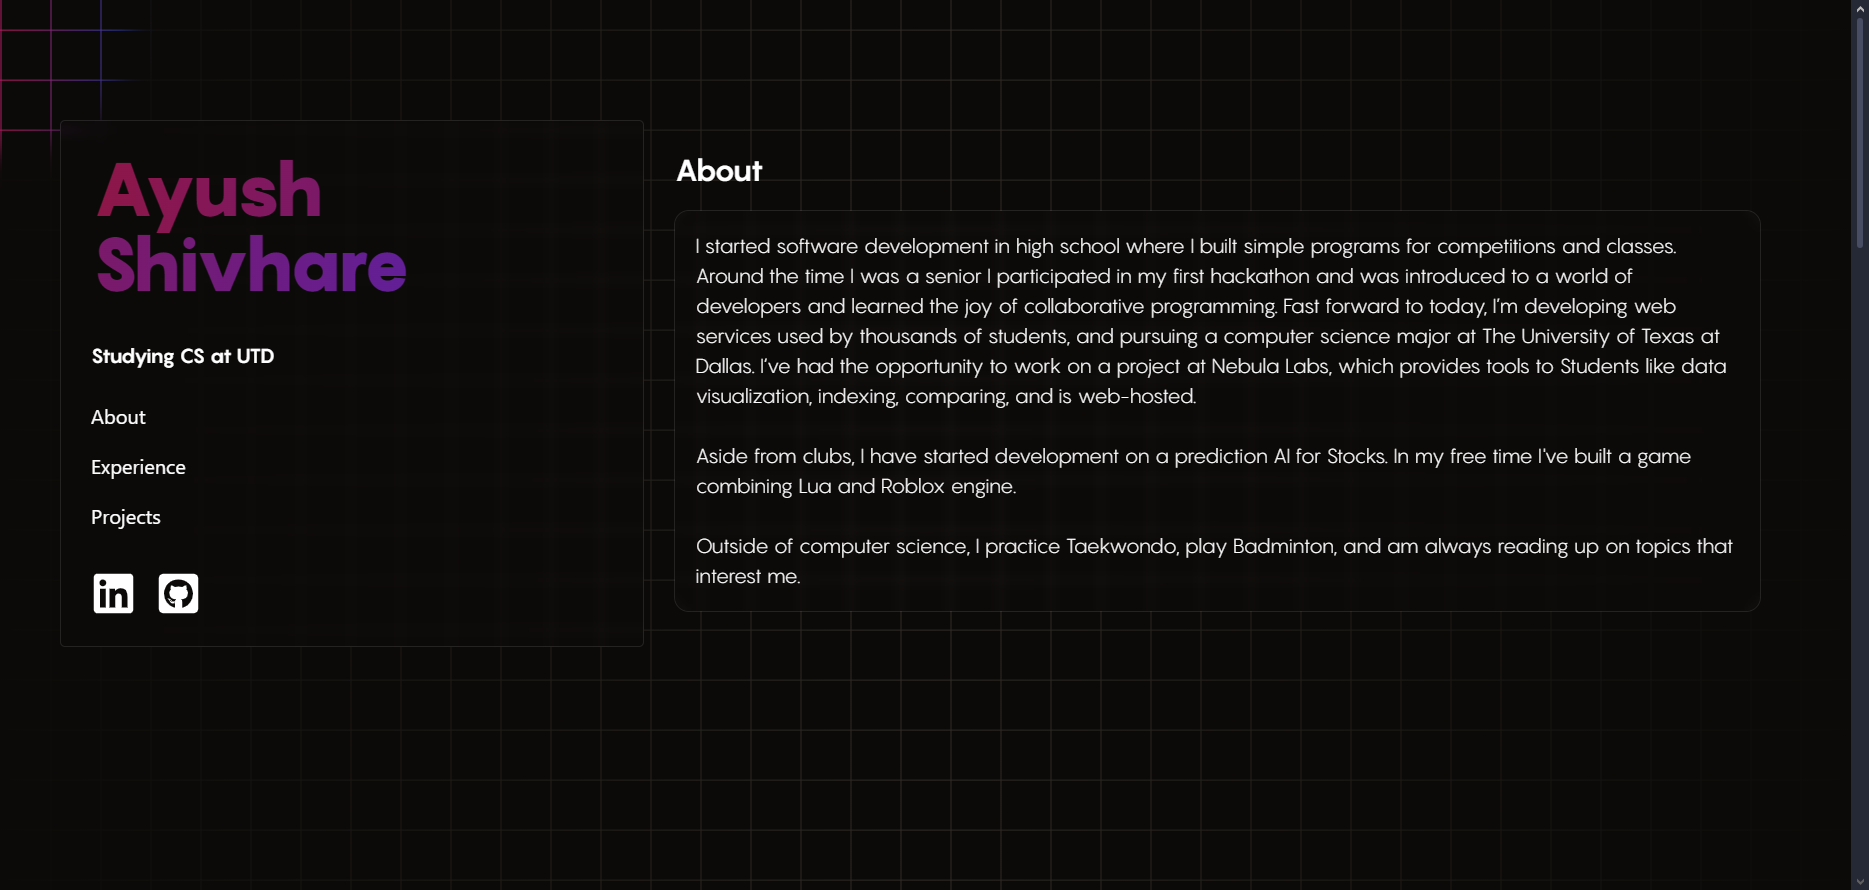 Ayush
Shivhare
Studying CS at UTD
About
Experience
Projects
in
About
I started software development in high school where I built simple programs for competitions and classes.
Around the time I was a senior I participated in my first hackathon and was introduced to a world of
developers and learned the joy of collaborative programming. Fast forward to today, I'm developing web
services used by thousands of students, and pursuing a computer science major at The University of Texas at
Dallas. I've had the opportunity to work on a project at Nebula Labs, which provides tools to Students like data
visualization, indexing, comparing, and is web-hosted.
Aside from clubs, I have started development on a prediction AI for Stocks. In my free time I've built a game
combining Lua and Roblox engine.
Outside of computer science, I practice Taekwondo, play Badminton, and am always reading up on topics that
interest me.